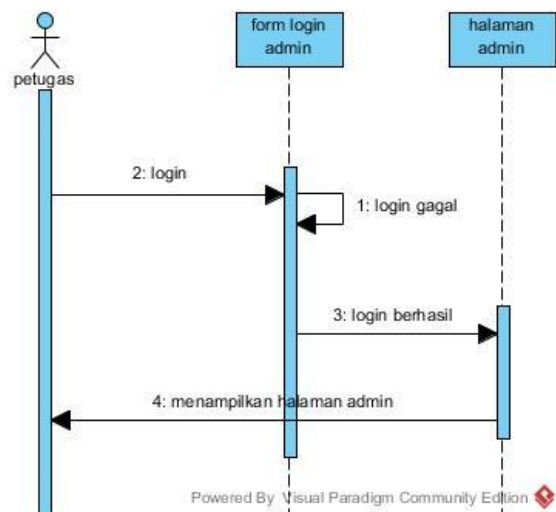 petugas
form login
admin
halaman
admin
2: login
1: login gagal
3: login berhasil
4: menampilkan halaman admin
Powered By Visual Paradigm Community Edition